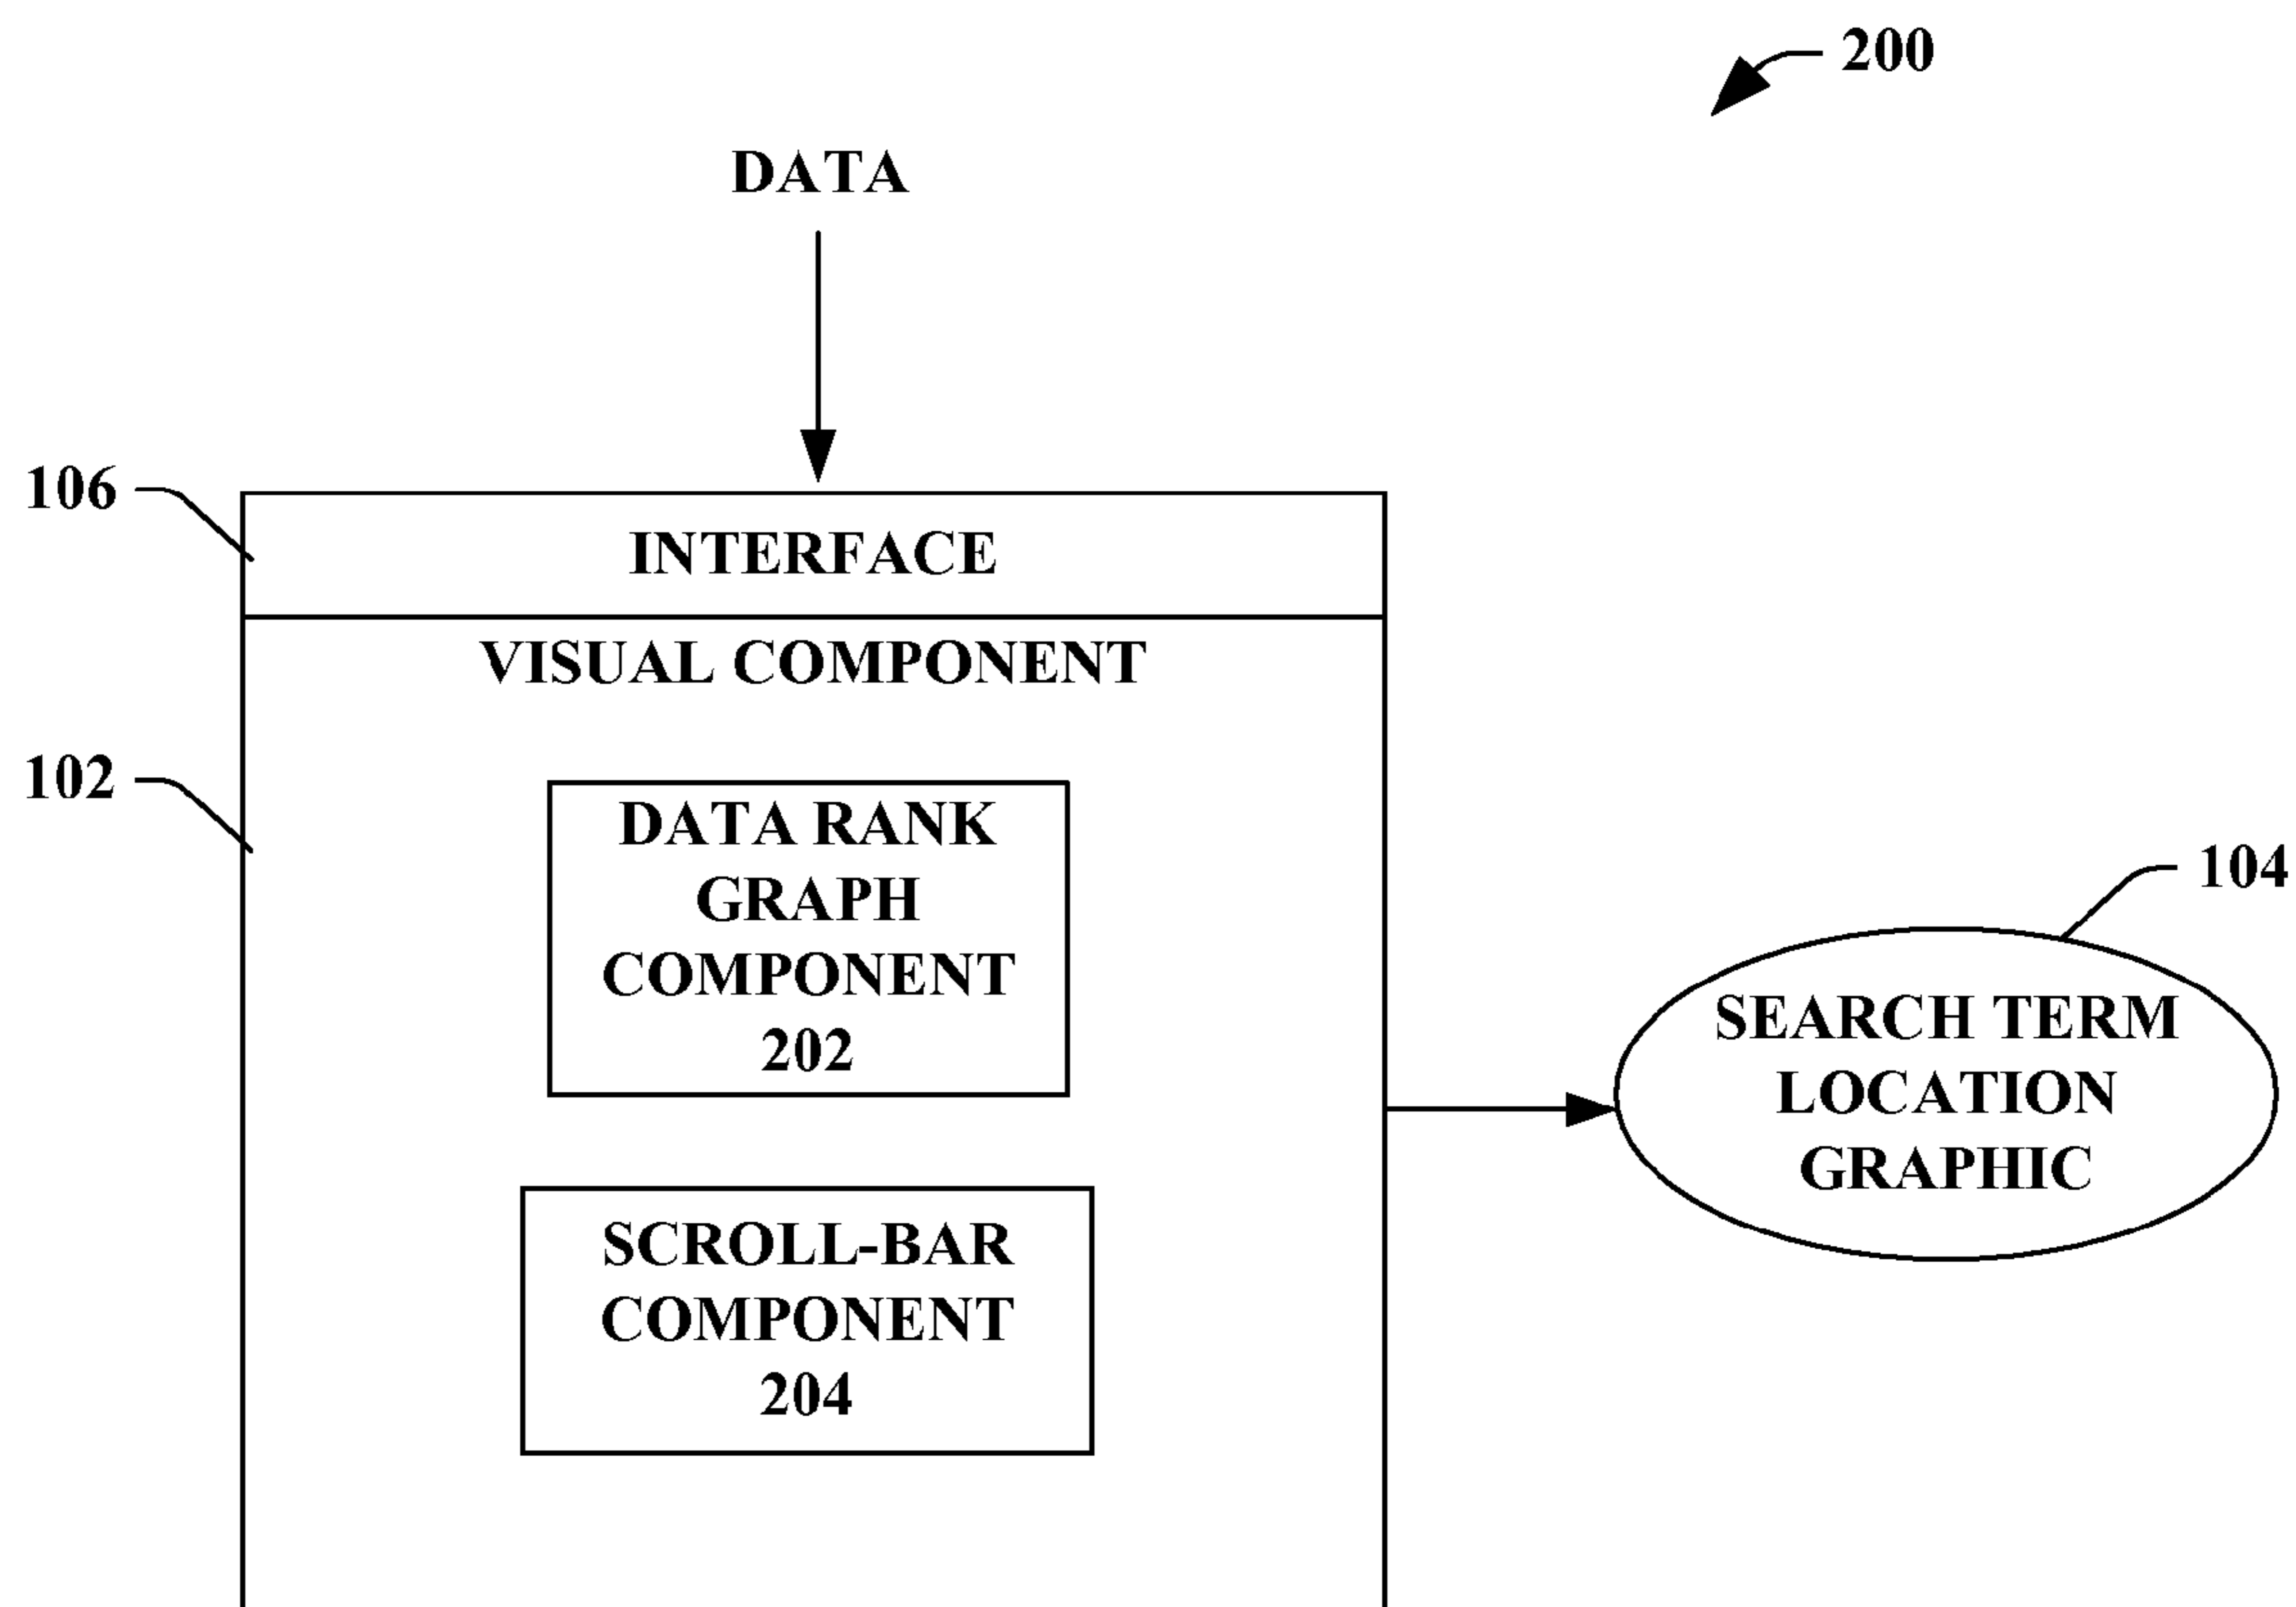 200
DATA
106
INTERFACE
VISUAL COMPONENT
102
DATA RANK
GRAPH
COMPONENT
202
104
SEARCH TERM
LOCATION
GRAPHIC
SCROLL-BAR
COMPONENT
204